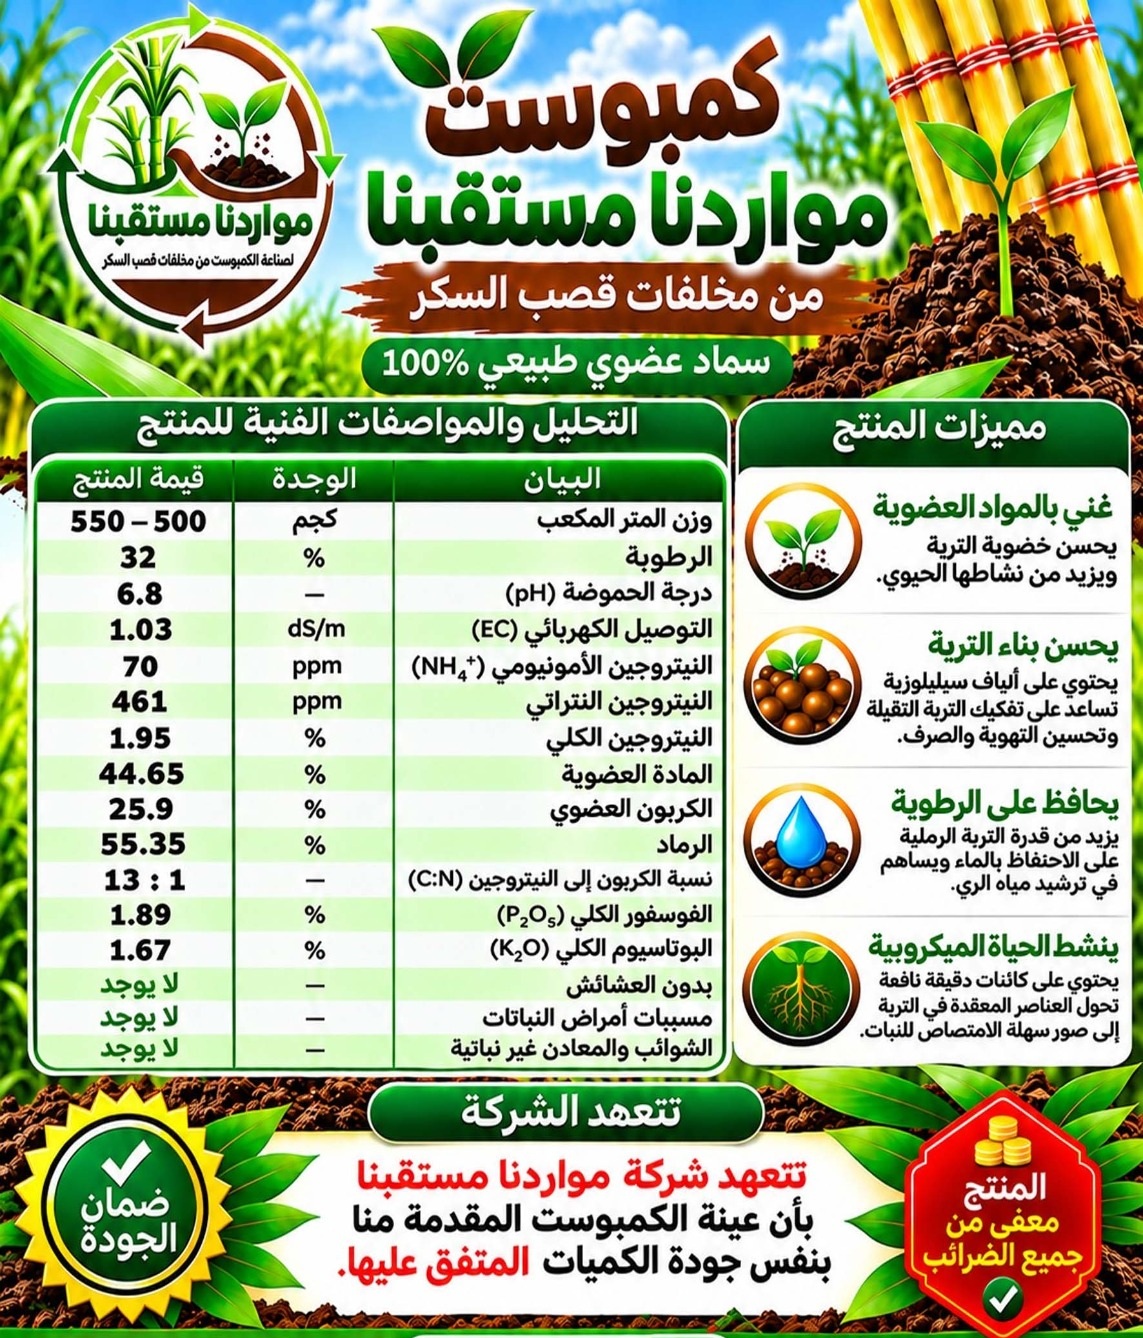 مواردنا مستقبنا
لصناعة الكمبوست من مخلفات قصب السكر
كمبوست
مواردنا مستقبنا
من مخلفات قصب السكر
سماد عضوي طبيعي 100%
مميزات المنتج
غني بالمواد العضوية
يحسن خضوية التربة
ويزيد من نشاطها الحيوي.
يحسن بناء التربة
يحتوي على ألياف سيليلوزية
تساعد على تفكيك التربة التقيلة
وتحسين التهوية والصرف.
يحافظ على الرطوبة
يزيد من قدرة التربة الرملية
على الاحتفاظ بالماء ويساهم
في ترشيد مياه الري.
ينشط الحياة الميكروبية
يحتوي على كائنات دقيقة نافعة
تحول العناصر المعقدة في التربة
إلى صور سهلة الامتصاص للنبات.
التحليل والمواصفات الفنية للمنتج
البيان الوجدة قيمة المنتج
وزن المتر المكعب كجم 500 – 550
الرطوبة % 32
درجة الحموضة (pH) – 6.8
التوصيل الكهربائي (EC) dS/m 1.03
النيتروجين الأمونيومي (NH₄⁺) ppm 70
النيتروجين النتراتي ppm 461
النيتروجين الكلي % 1.95
المادة العضوية % 44.65
الكربون العضوي % 25.9
الرماد % 55.35
نسبة الكربون إلى النيتروجين (C:N) – 13 : 1
الفوسفور الكلي (P₂O₅) % 1.89
البوتاسيوم الكلي (K₂O) % 1.67
بدون العشائش – لا يوجد
مسببات أمراض النباتات – لا يوجد
الشوائب والمعادن غير نباتية – لا يوجد
تتعهد الشركة
تتعهد شركة مواردنا مستقبنا
بأن عينة الكمبوست المقدمة منا
بنفس جودة الكميات المتفق عليها.
ضمان
الجودة
المنتج
معفى من
جميع الضرائب